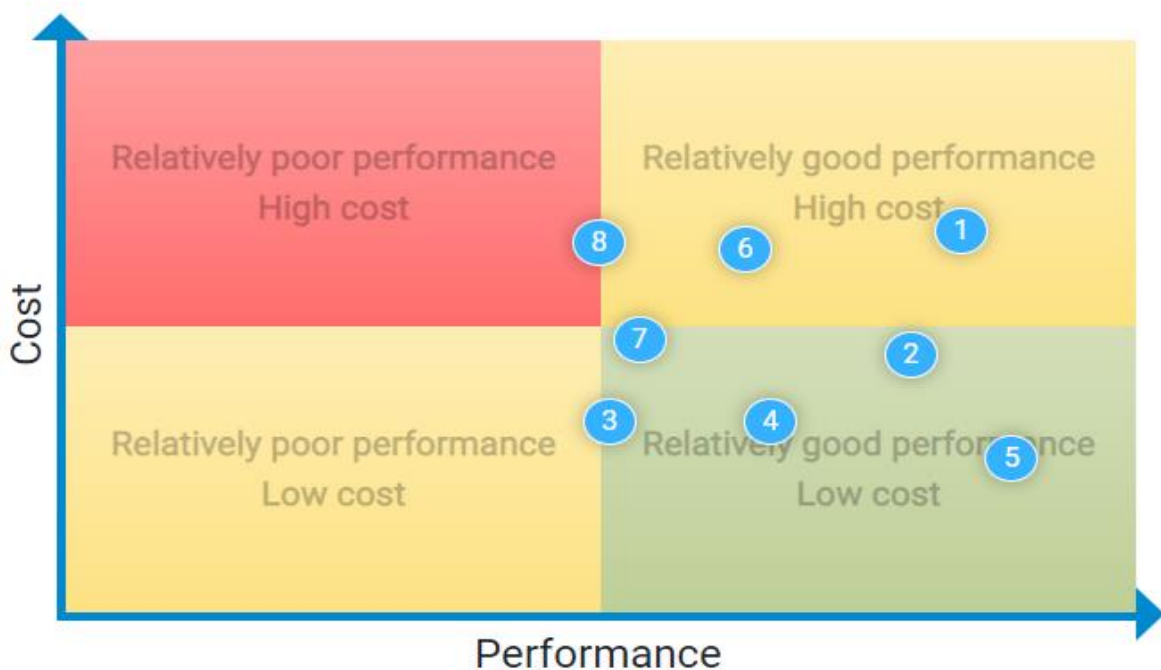 Relatively poor performance
High cost
Relatively good performance
High cost
8
6
1
Cost
7
2
3
4
5
Relatively poor performance
Low cost
Relatively good performance
Low cost
Performance